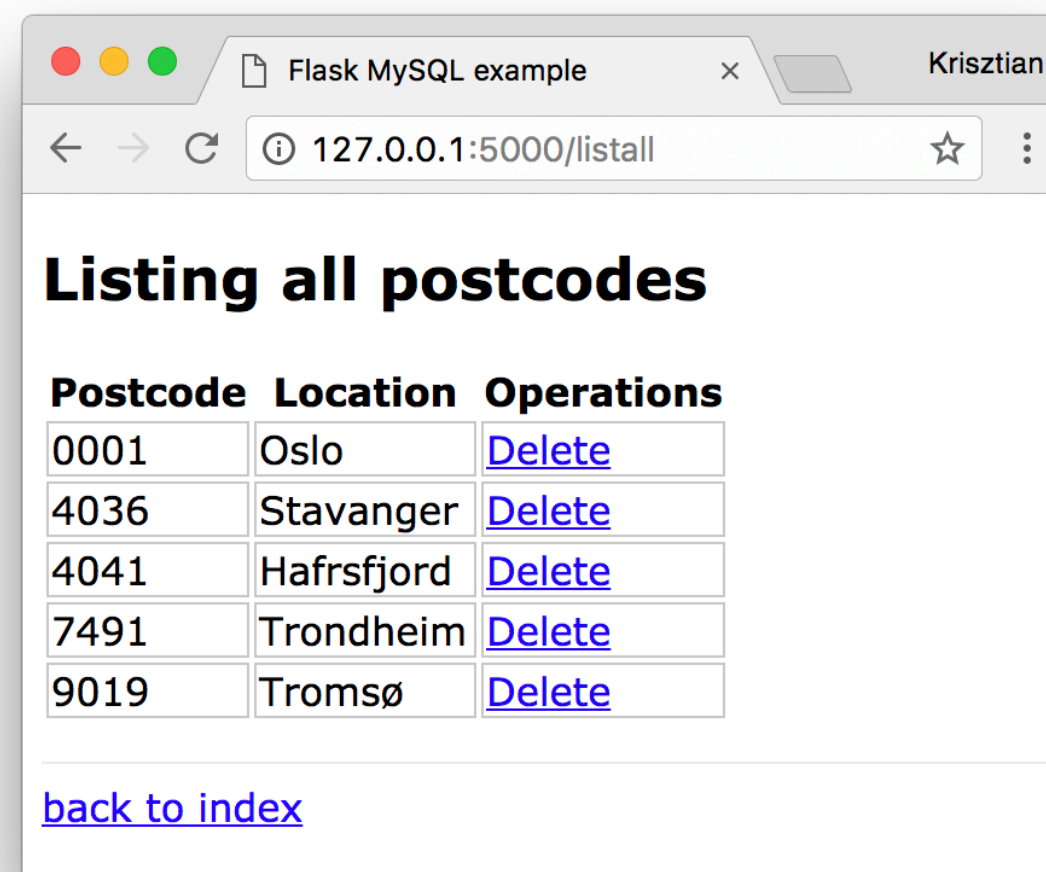 Flask MySQL example
Krisztian
127.0.0.1:5000/listall
Listing all postcodes
Postcode Location Operations
0001 Oslo Delete
4036 Stavanger Delete
4041 Hafrsfjord Delete
7491 Trondheim Delete
9019 Tromsø Delete
back to index